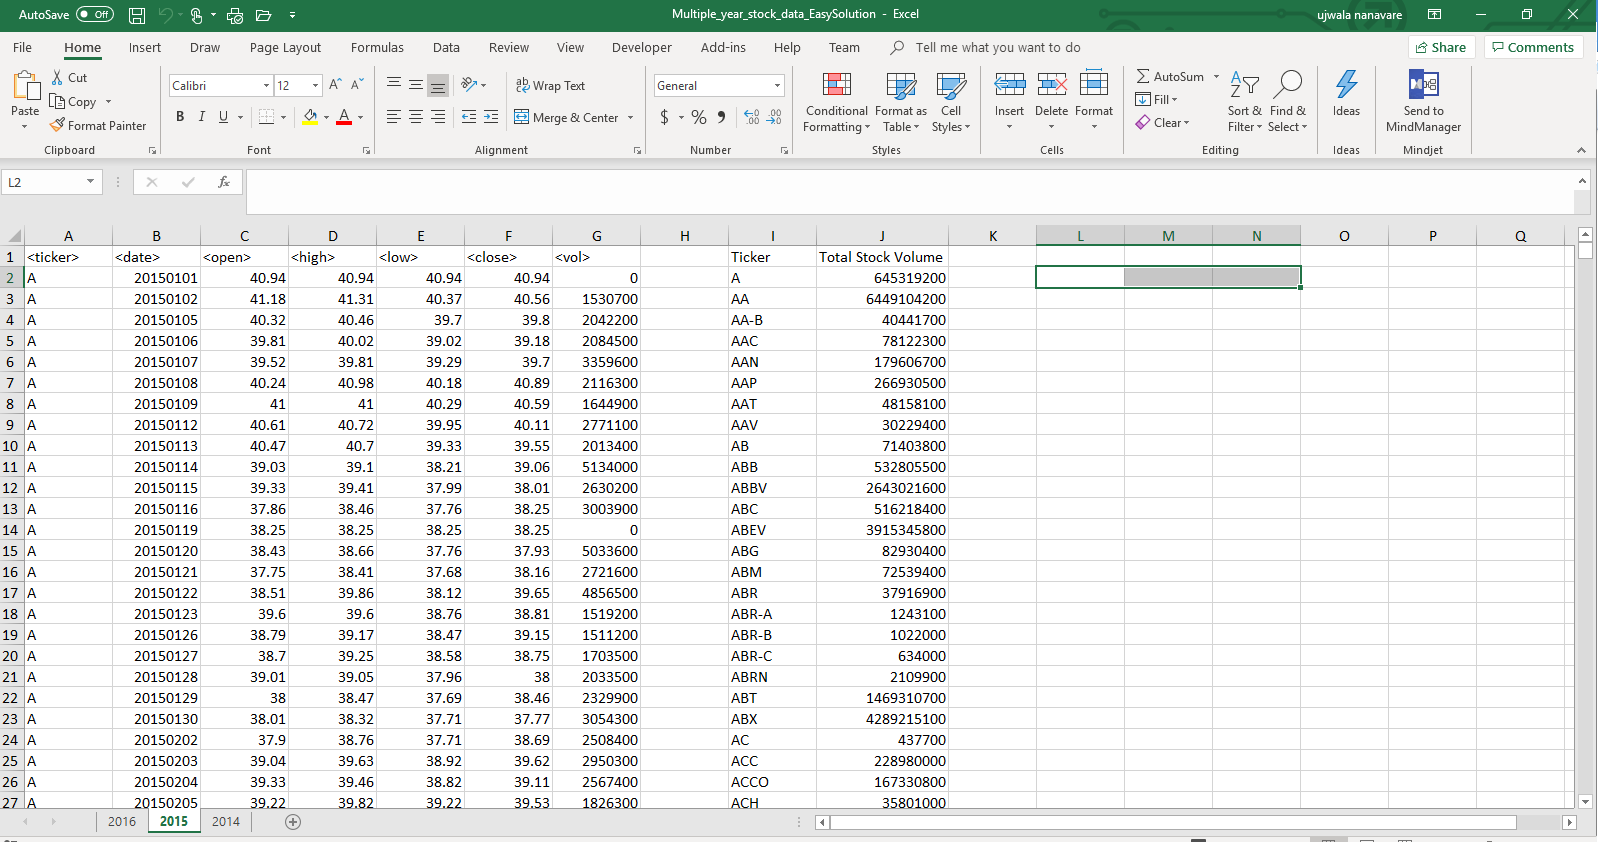 AutoSave Off Multiple_year_stock_data_EasySolution - Excel ujwala nanavare
File Home Insert Draw Page Layout Formulas Data Review View Developer Add-ins Help Team Tell me what you want to do Share Comments
Paste Cut Copy Format Painter Clipboard
Calibri 12 B I U A Font
Wrap Text Merge & Center Alignment
General $ % , Number
Conditional Formatting Format as Table Cell Styles Styles
Insert Delete Format Cells
AutoSum Fill Clear Sort & Filter Find & Select Editing
Ideas Ideas
Send to MindManager Mindjet
L2 fx
A B C D E F G H I J K L M N O P Q
1 <ticker> <date> <open> <high> <low> <close> <vol> Ticker Total Stock Volume
2 A 20150101 40.94 40.94 40.94 40.94 0 A 645319200
3 A 20150102 41.18 41.31 40.37 40.56 1530700 AA 6449104200
4 A 20150105 40.32 40.46 39.7 39.8 2042200 AA-B 40441700
5 A 20150106 39.81 40.02 39.02 39.18 2084500 AAC 78122300
6 A 20150107 39.52 39.81 39.29 39.7 3359600 AAN 179606700
7 A 20150108 40.24 40.98 40.18 40.89 2116300 AAP 266930500
8 A 20150109 41 41 40.29 40.59 1644900 AAT 48158100
9 A 20150112 40.61 40.72 39.95 40.11 2771100 AAV 30229400
10 A 20150113 40.47 40.7 39.33 39.55 2013400 AB 71403800
11 A 20150114 39.03 39.1 38.21 39.06 5134000 ABB 532805500
12 A 20150115 39.33 39.41 37.99 38.01 2630200 ABBV 2643021600
13 A 20150116 37.86 38.46 37.76 38.25 3003900 ABC 516218400
14 A 20150119 38.25 38.25 38.25 38.25 0 ABEV 3915345800
15 A 20150120 38.43 38.66 37.76 37.93 5033600 ABG 82930400
16 A 20150121 37.75 38.41 37.68 38.16 2721600 ABM 72539400
17 A 20150122 38.51 39.86 38.12 39.65 4856500 ABR 37916900
18 A 20150123 39.6 39.6 38.76 38.81 1519200 ABR-A 1243100
19 A 20150126 38.79 39.17 38.47 39.15 1511200 ABR-B 1022000
20 A 20150127 38.7 39.25 38.58 38.75 1703500 ABR-C 634000
21 A 20150128 39.01 39.05 37.96 38 2033500 ABRN 2109900
22 A 20150129 38 38.47 37.69 38.46 2329900 ABT 1469310700
23 A 20150130 38.01 38.32 37.71 37.77 3054300 ABX 4289215100
24 A 20150202 37.9 38.76 37.71 38.69 2508400 AC 437700
25 A 20150203 39.04 39.63 38.92 39.62 2950300 ACC 228980000
26 A 20150204 39.33 39.46 38.82 39.11 2567400 ACCO 167330800
27 A 20150205 39.22 39.82 39.22 39.53 1826300 ACH 35801000
2016 2015 2014